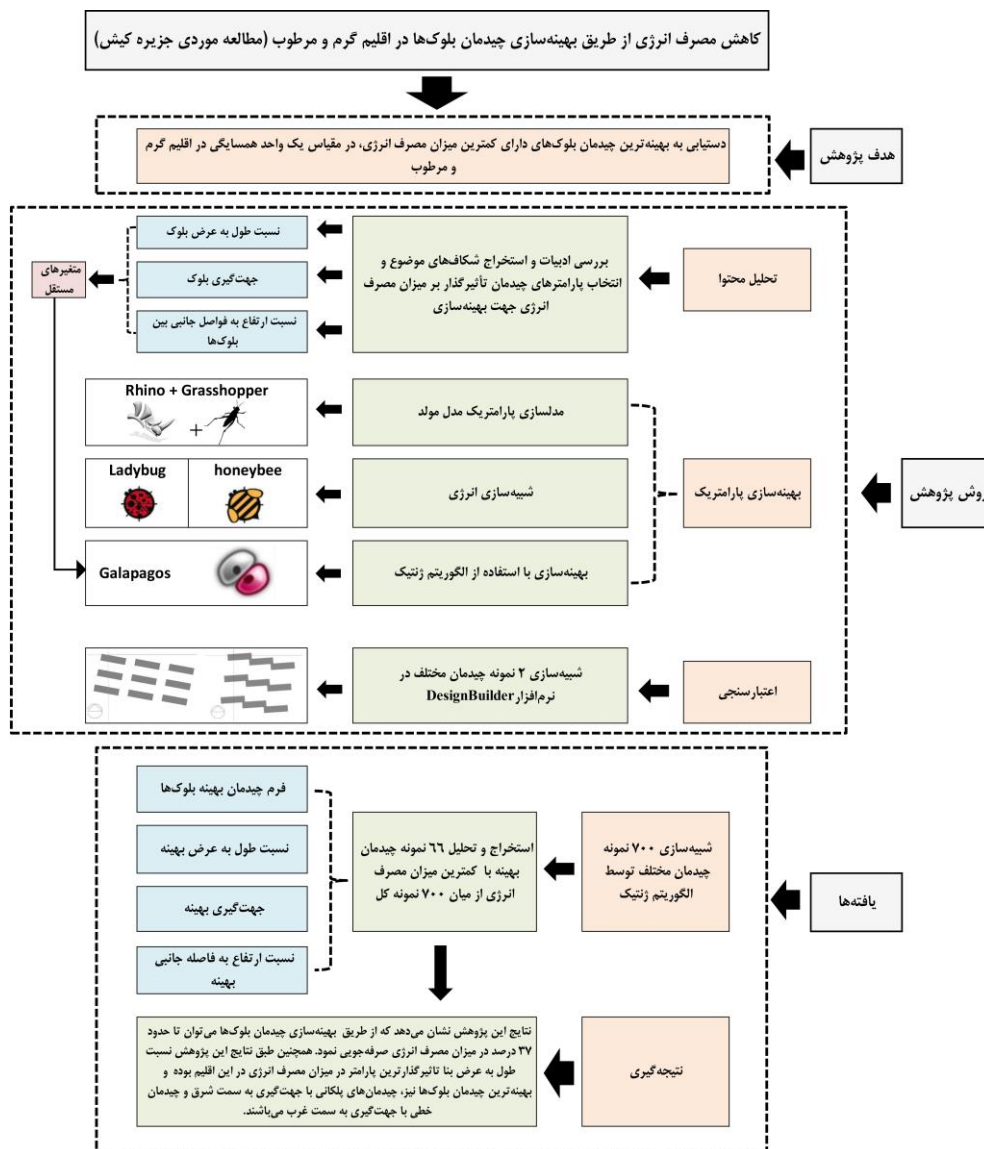 کاهش مصرف انرژی از طریق بهینه‌سازی چیدمان بلوک‌ها در اقلیم گرم و مرطوب (مطالعه موردی جزیره کیش)
هدف پژوهش
دستیابی به بهینه‌ترین چیدمان بلوک‌های دارای کمترین میزان مصرف انرژی، در مقیاس یک واحد همسایگی در اقلیم گرم
و مرطوب
روش پژوهش
تحلیل محتوا
بررسی ادبیات و استخراج شکاف‌های موضوع و
انتخاب پارامترهای چیدمان تأثیرگذار بر میزان مصرف
انرژی جهت بهینه‌سازی
نسبت طول به عرض بلوک
جهت‌گیری بلوک
نسبت ارتفاع به فواصل جانبی بین
بلوک‌ها
متغیرهای
مستقل
بهینه‌سازی پارامتریک
مدلسازی پارامتریک مدل مولد
Rhino + Grasshopper
+
شبیه‌سازی انرژی
Ladybug
honeybee
بهینه‌سازی با استفاده از الگوریتم ژنتیک
Galapagos
اعتبارسنجی
شبیه‌سازی ۲ نمونه چیدمان مختلف در
نرم‌افزار DesignBuilder
یافته‌ها
شبیه‌سازی ۷۰۰ نمونه
چیدمان مختلف توسط
الگوریتم ژنتیک
استخراج و تحلیل ٦٦ نمونه چیدمان
بهینه با کمترین میزان مصرف
انرژی از میان ۷۰۰ نمونه کل
فرم چیدمان بهینه بلوک‌ها
نسبت طول به عرض بهینه
جهت‌گیری بهینه
نسبت ارتفاع به فاصله جانبی
بهینه
نتیجه‌گیری
نتایج این پژوهش نشان می‌دهد که از طریق بهینه‌سازی چیدمان بلوک‌ها می‌توان تا حدود
۳۷ درصد در میزان مصرف انرژی صرفه‌جویی نمود. همچنین طبق نتایج این پژوهش نسبت
طول به عرض بنا تاثیرگذارترین پارامتر در میزان مصرف انرژی در این اقلیم بوده و
بهینه‌ترین چیدمان بلوک‌ها نیز، چیدمان‌های پلکانی با جهت‌گیری به سمت شرق و چیدمان
خطی با جهت‌گیری به سمت غرب می‌باشند.